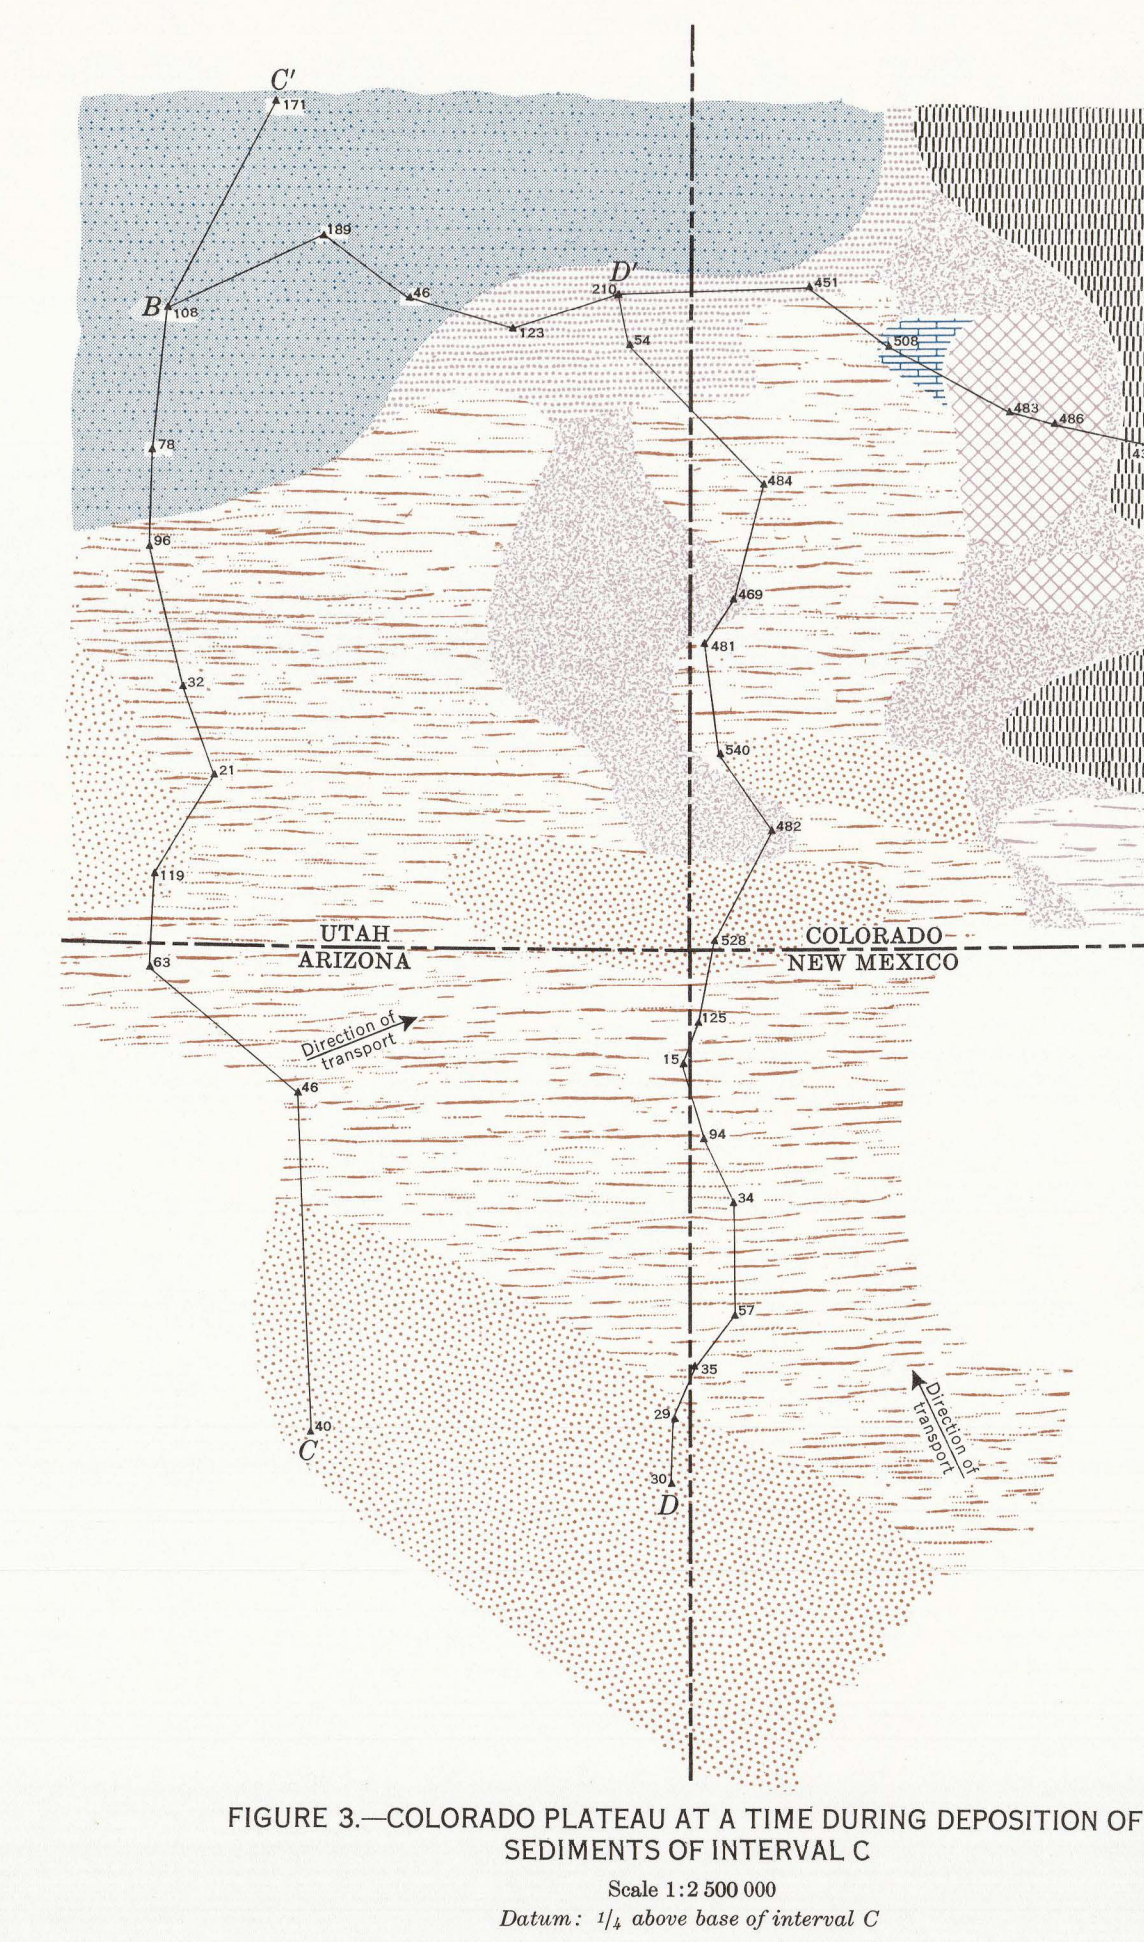 C'
171
189
D'
210
451
46
B
108
123
54
508
483
486
43
78
484
96
469
481
32
540
21
482
119
UTAH
COLORADO
528
ARIZONA
NEW MEXICO
63
125
Direction of
transport
15
46
94
34
57
35
Direction of
transport
29
40
C
30
D
FIGURE 3.—COLORADO PLATEAU AT A TIME DURING DEPOSITION OF
SEDIMENTS OF INTERVAL C
Scale 1:2 500 000
Datum: 1/4 above base of interval C